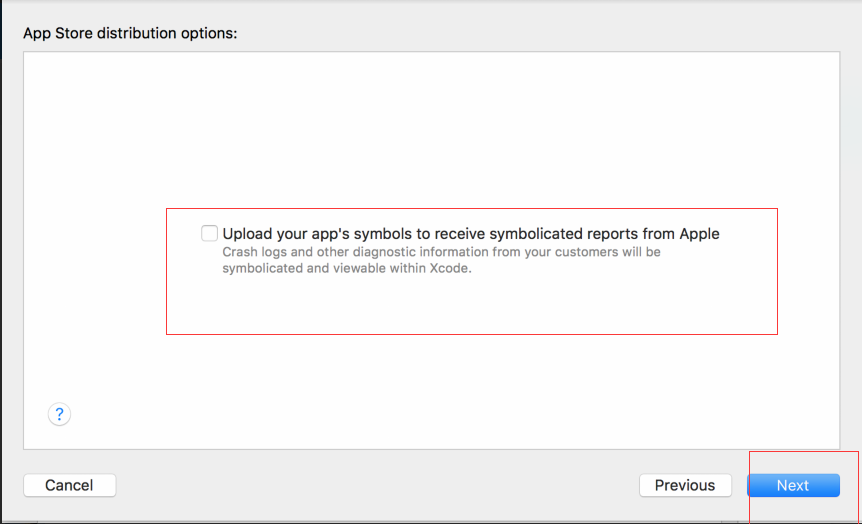 App Store distribution options:
Upload your app's symbols to receive symbolicated reports from Apple
Crash logs and other diagnostic information from your customers will be
symbolicated and viewable within Xcode.
?
Cancel
Previous
Next